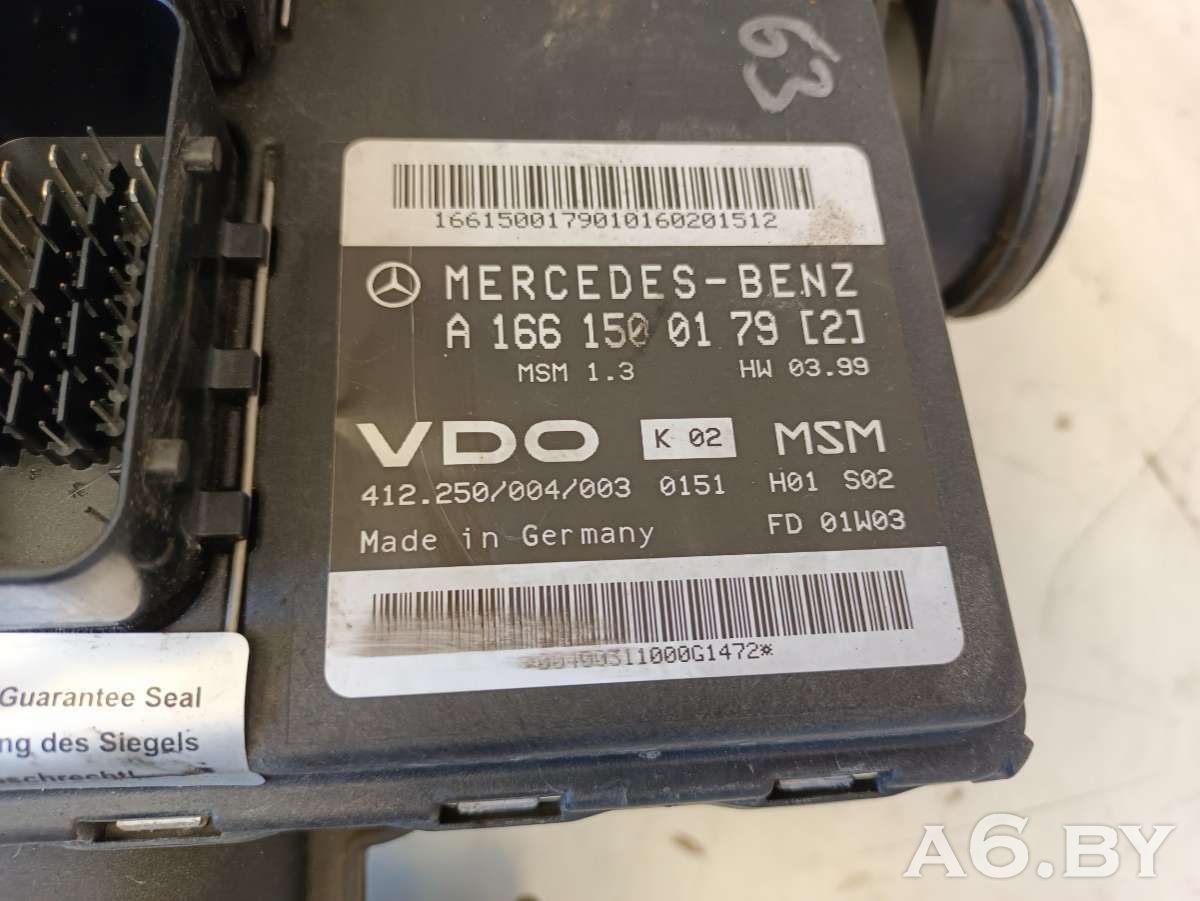 63
1661500179010160201512
MERCEDES-BENZ
A 166 150 01 79 [2]
MSM 1.3 HW 03.99
VDO K 02 MSM
412.250/004/003 0151 H01 S02
Made in Germany FD 01W03
*00400311000G1472*
Guarantee Seal
ng des Siegels
A6.BY